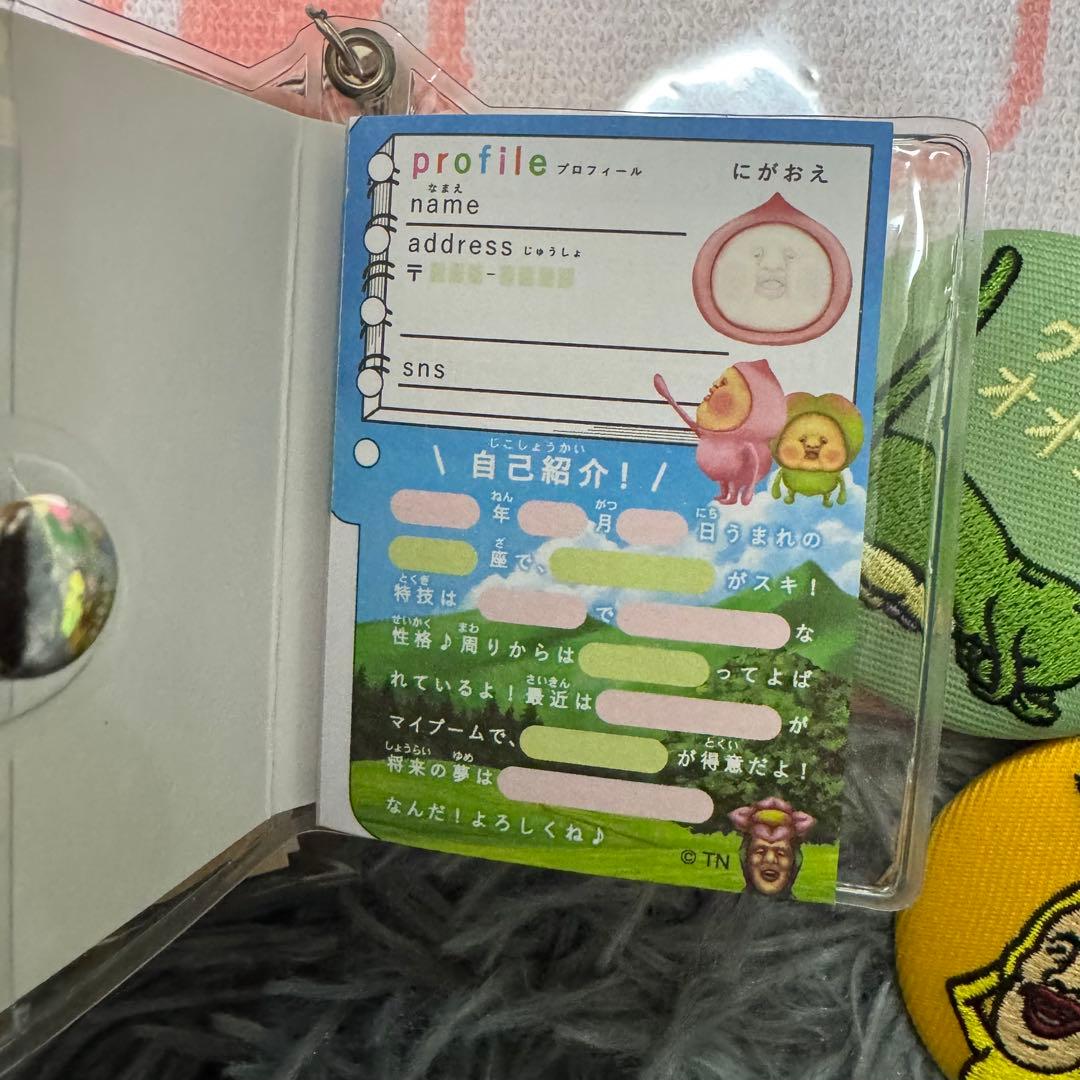 profile プロフィール
にがおえ
なまえ
name
address じゅうしょ
〒 -
sns
じこしょうかい
\ 自己紹介! /
ねん がつ にち
年 月 日うまれの
ざ
座で、 がスキ!
とくぎ
特技は で な
せいかく まわ
性格♪周りからは ってよば
さいきん
れているよ!最近は が
マイブームで、 が得意だよ!
とくい
しょうらい ゆめ
将来の夢は
なんだ!よろしくね♪
© TN